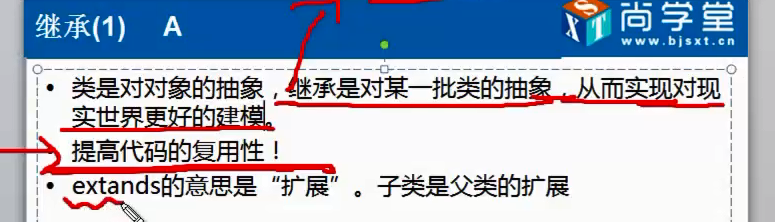 继承(1) A
SXT 尚学堂
www.bjsxt.cn
• 类是对对象的抽象，继承是对某一批类的抽象，从而实现对现
实世界更好的建模。
• 提高代码的复用性！
• extands的意思是“扩展”。子类是父类的扩展